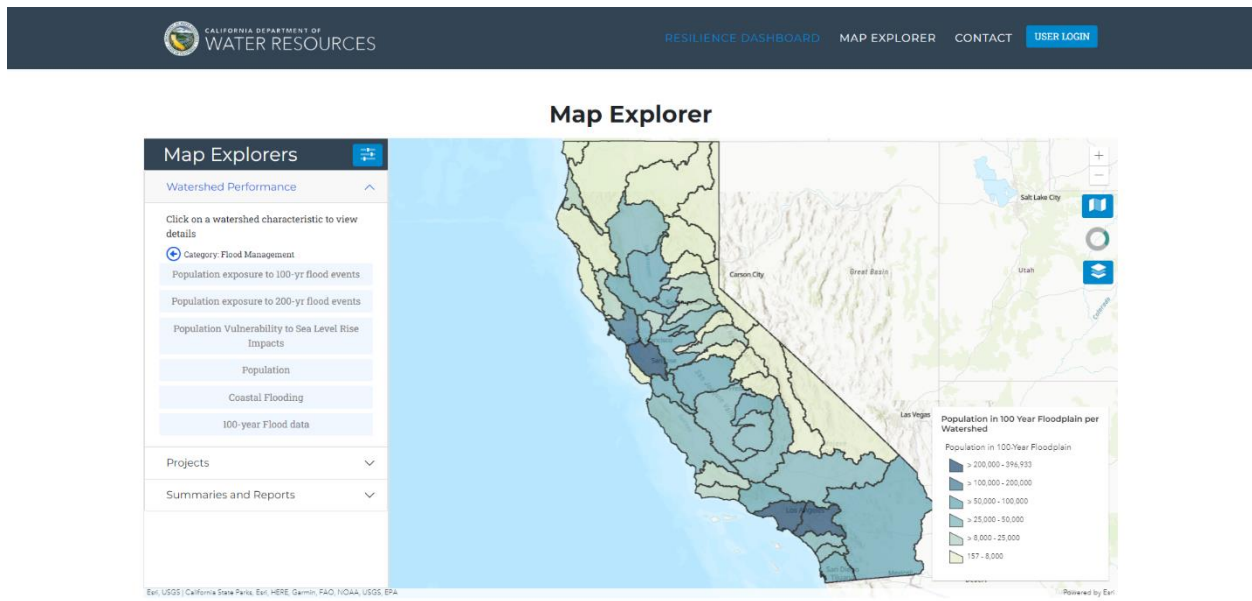 CALIFORNIA DEPARTMENT OF
WATER RESOURCES
RESILIENCE DASHBOARD
MAP EXPLORER
CONTACT
USER LOGIN
Map Explorer
Map Explorers
Watershed Performance
Click on a watershed characteristic to view
details
Category: Flood Management
Population exposure to 100-yr flood events
Population exposure to 200-yr flood events
Population Vulnerability to Sea Level Rise
Impacts
Population
Coastal Flooding
100-year Flood data
Projects
Summaries and Reports
Salt Lake City
Carson City
Great Basin
Utah
Colorado
Las Vegas
Los Angeles
San Diego
Mexicali
Population in 100 Year Floodplain per
Watershed
Population in 100-Year Floodplain
> 200,000 - 396,933
> 100,000 - 200,000
> 50,000 - 100,000
> 25,000 - 50,000
> 8,000 - 25,000
157 - 8,000
Esri, USGS | California State Parks, Esri, HERE, Garmin, FAO, NOAA, USGS, EPA
Powered by Esri